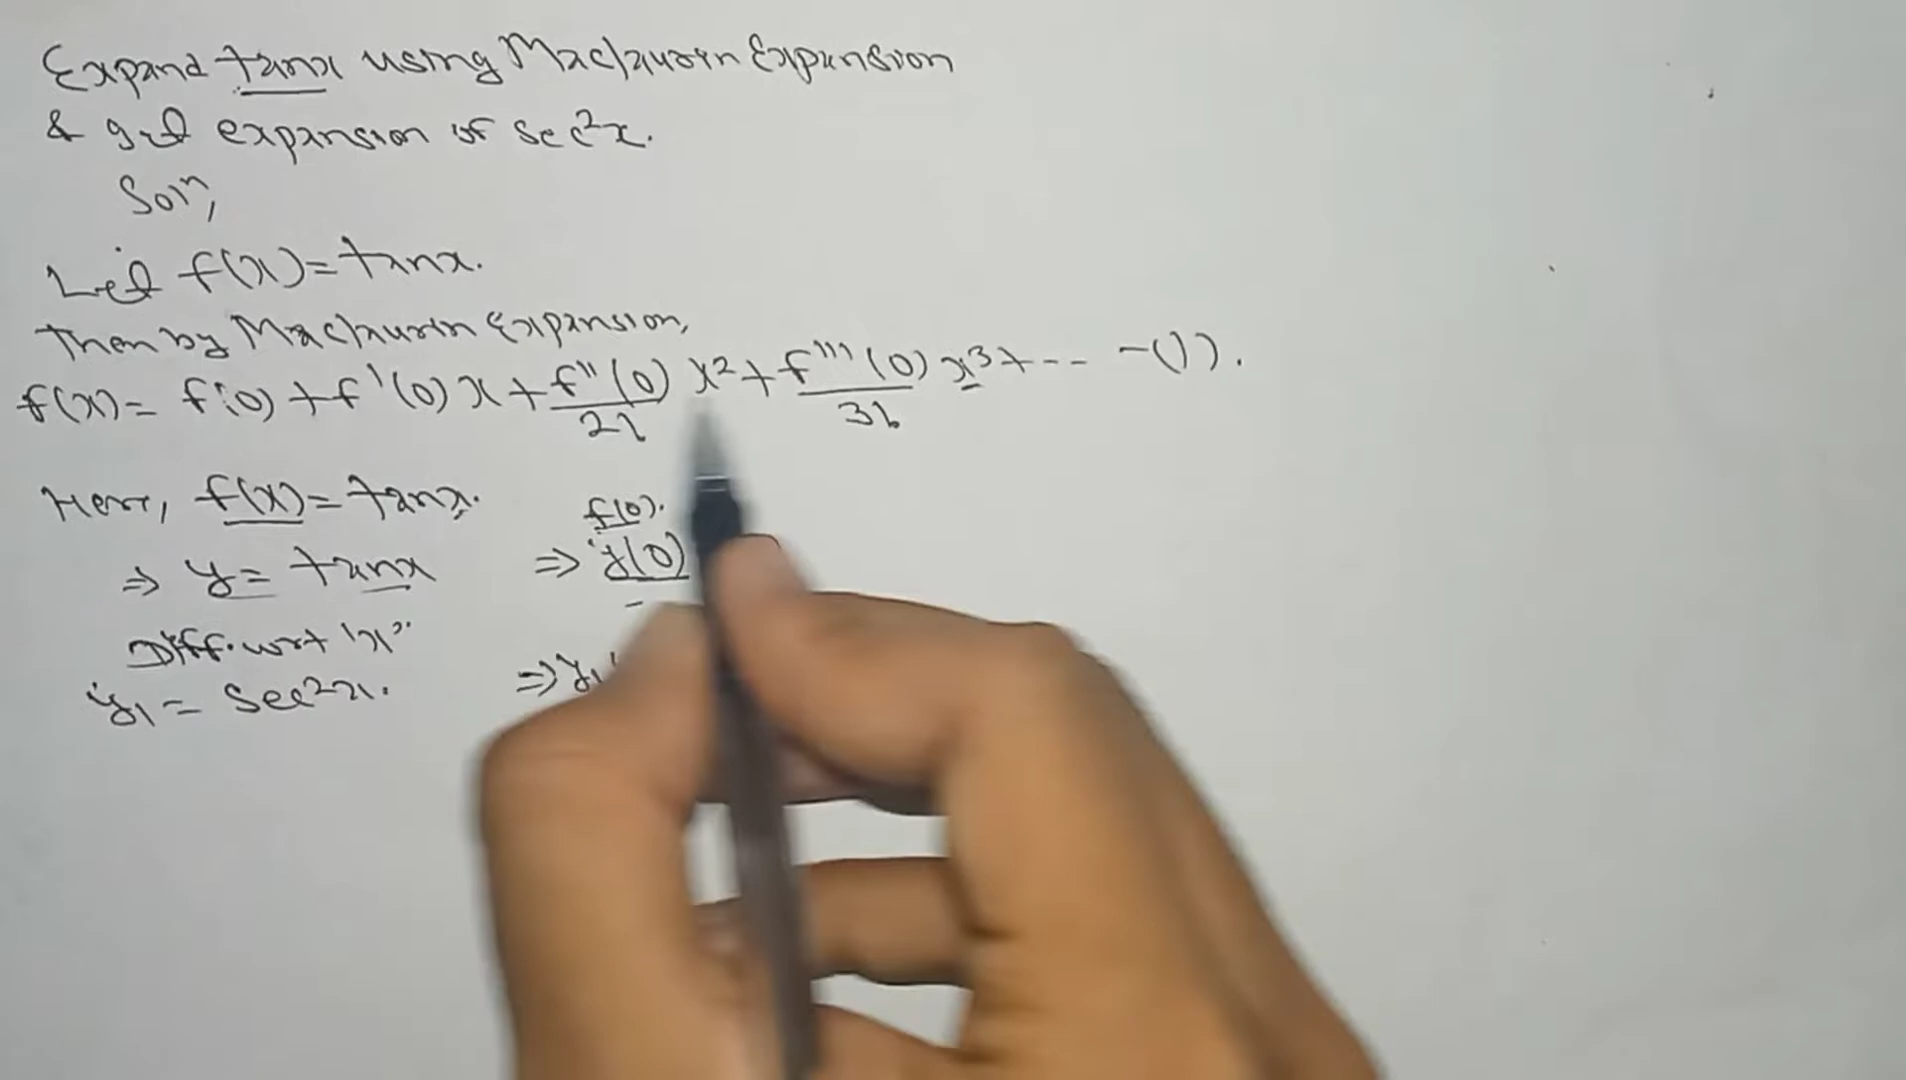 Expand tanx using Maclaurin Expansion
& get expansion of sec²x.
Solⁿ,
Let f(x)=tanx.
Then by Maclaurin Expansion,
f(x)= f(0)+f'(0)x+f''(0)/2! x²+f'''(0)/3! x³+--- -(1).
Here, f(x)=tanx.
f(0).
⇒ y= tanx ⇒ y(0)
Diff. wrt 'x'
y₁= Sec²x. ⇒y₁